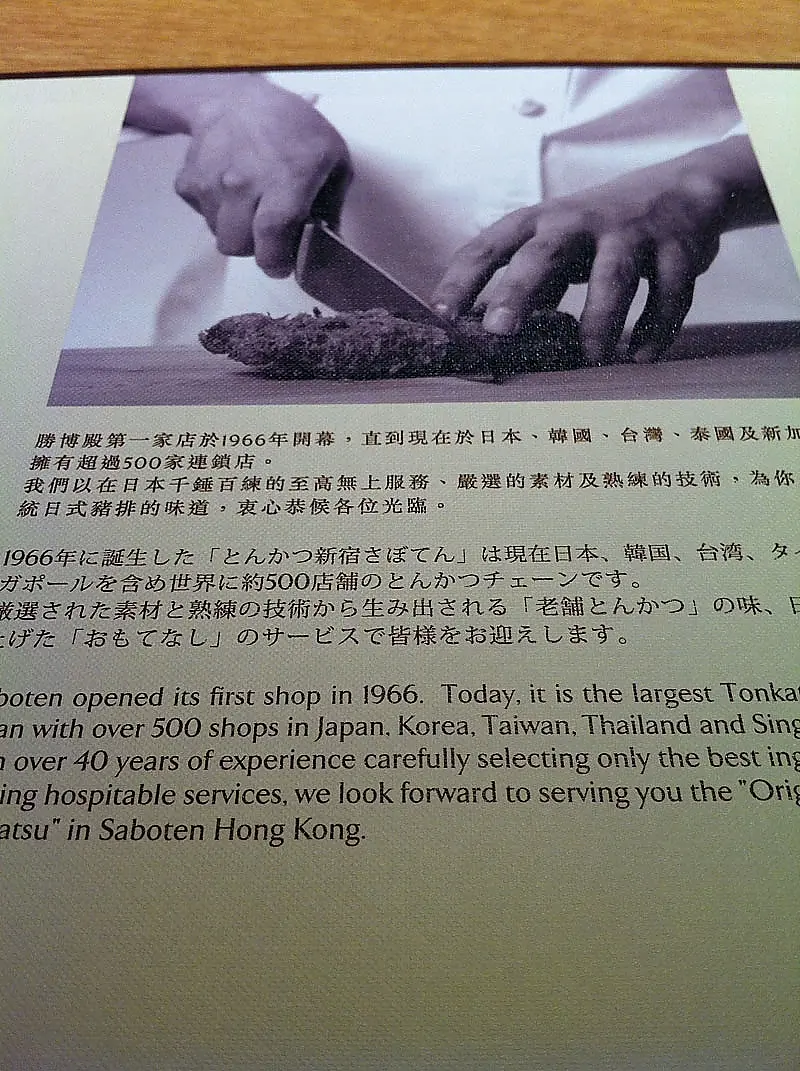 勝博殿第一家店於1966年開幕，直到現在於日本、韓國、台灣、泰國及新加
擁有超過500家連鎖店。
我們以在日本千錘百練的至高無上服務、嚴選的素材及熟練的技術，為你
統日式豬排的味道，衷心恭候各位光臨。
1966年に誕生した「とんかつ新宿さぼてん」は現在日本、韓国、台湾、タイ
ガポールを含め世界に約500店舗のとんかつチェーンです。
厳選された素材と熟練の技術から生み出される「老舗とんかつ」の味、日
上げた「おもてなし」のサービスで皆様をお迎えします。
boten opened its first shop in 1966. Today, it is the largest Tonka
an with over 500 shops in Japan, Korea, Taiwan, Thailand and Sing
h over 40 years of experience carefully selecting only the best ing
ing hospitable services, we look forward to serving you the "Orig
atsu" in Saboten Hong Kong.